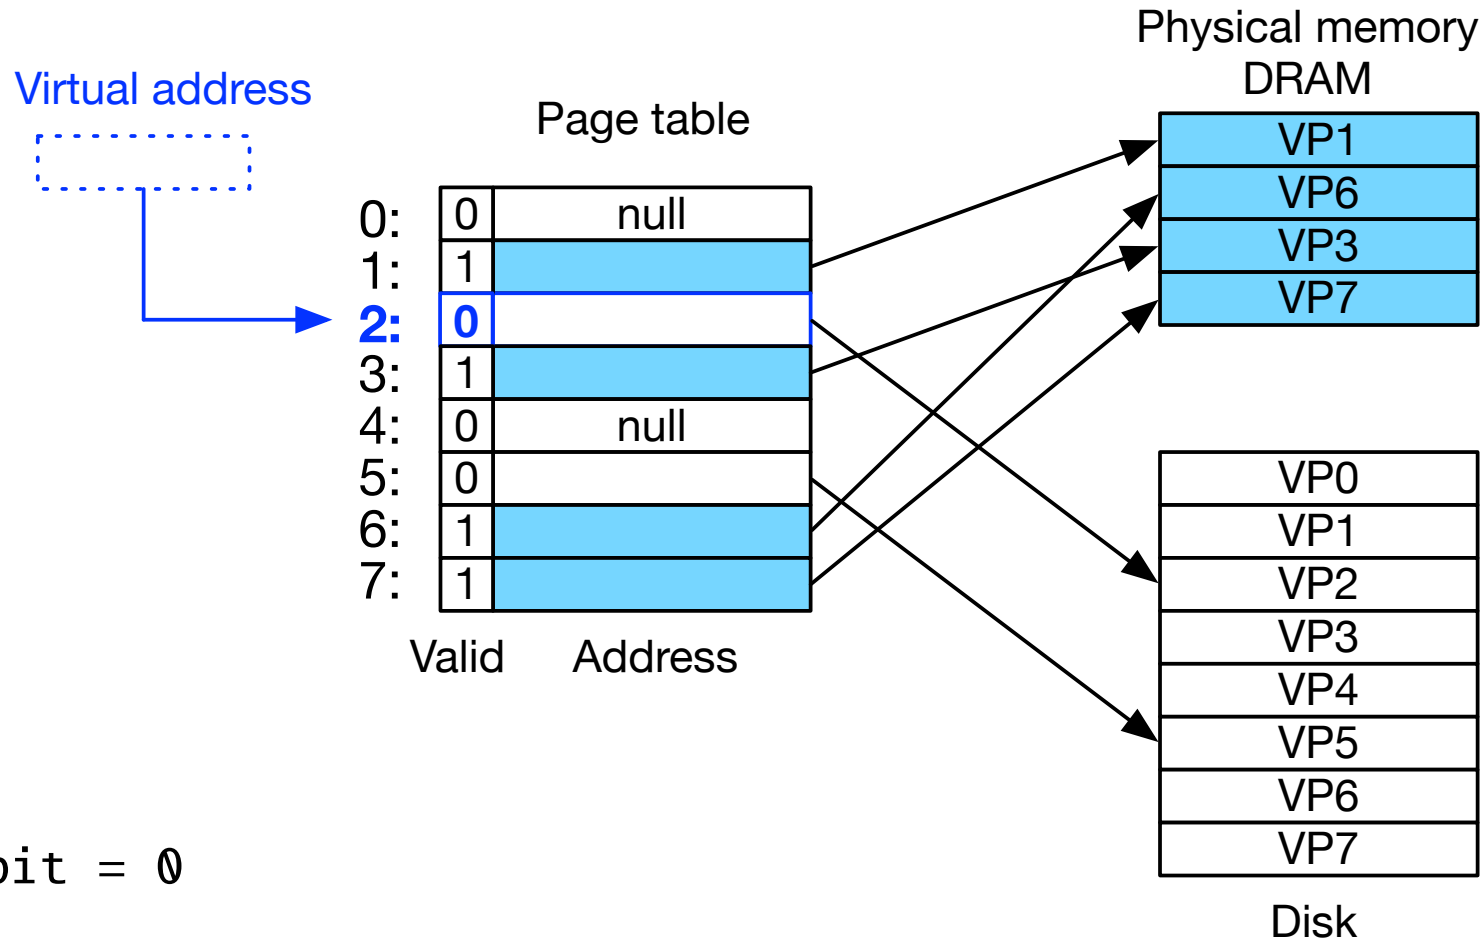 Physical memory
DRAM
Virtual address
Page table
VP1
VP6
VP3
VP7
0: 0 null
1: 1
2: 0
3: 1
4: 0 null
5: 0
6: 1
7: 1
Valid Address
VP0
VP1
VP2
VP3
VP4
VP5
VP6
VP7
Disk
bit = 0